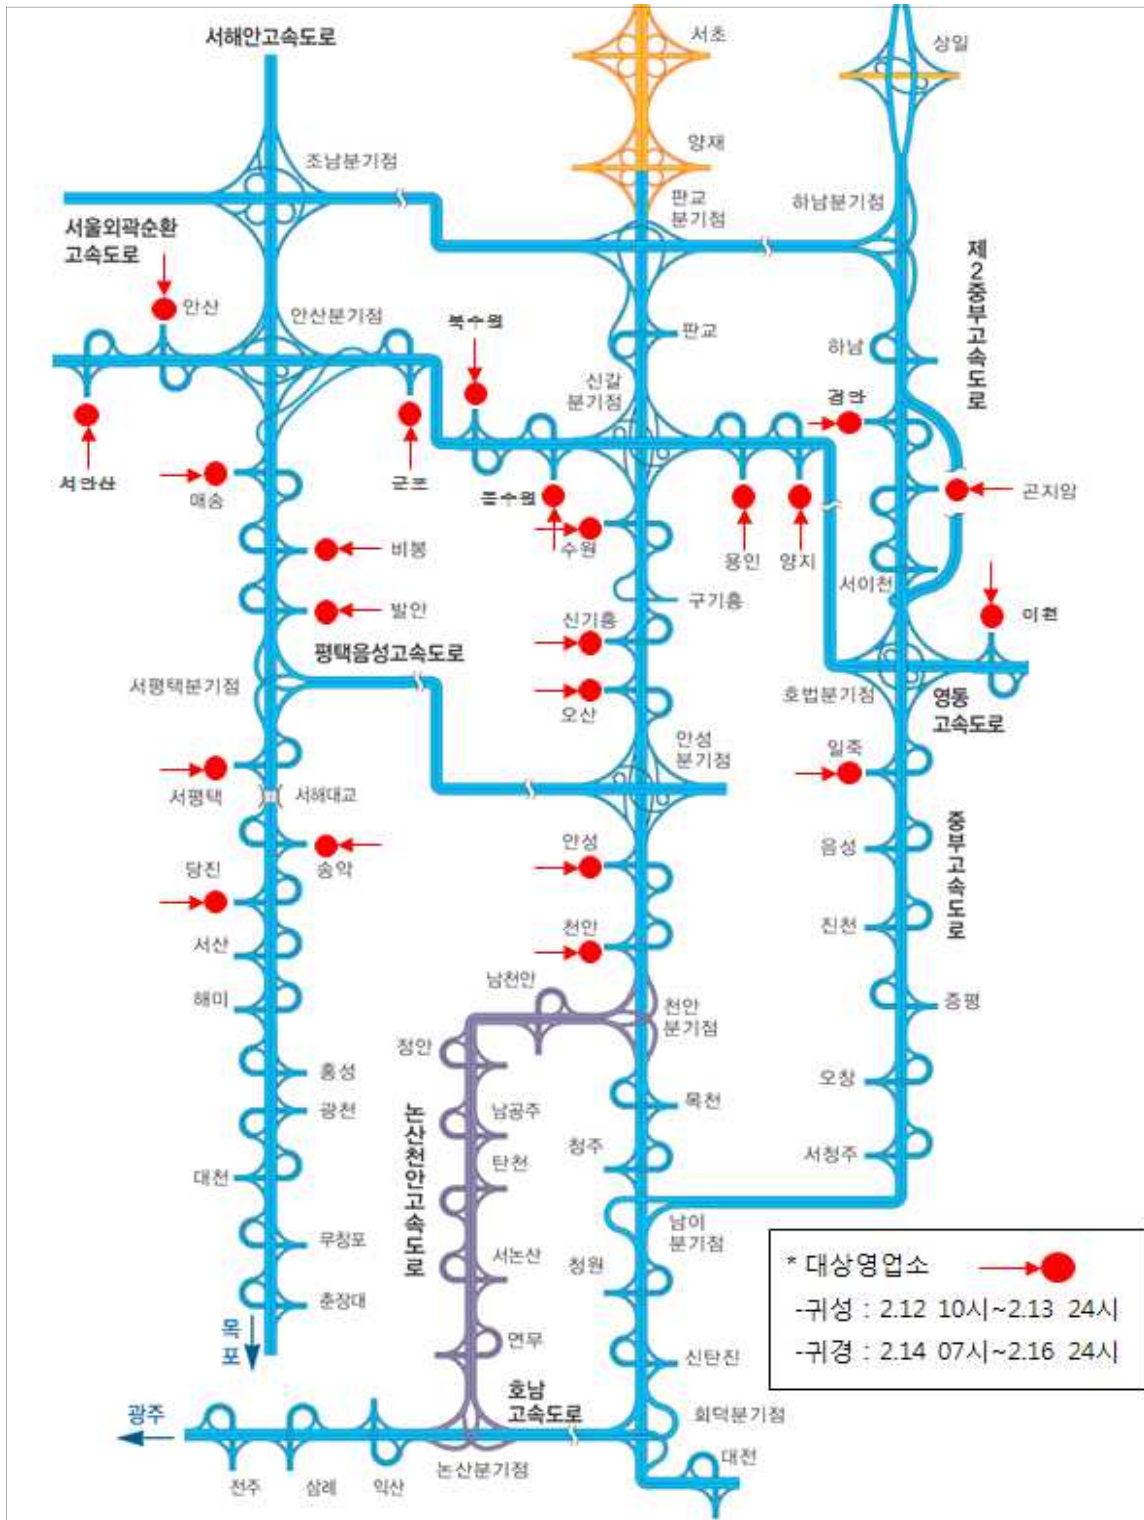 서해안고속도로
서초
상일
양재
조남분기점
판교
분기점
하남분기점
서울외곽순환
고속도로
제2중부고속도로
안산
안산분기점
북수원
판교
하남
신갈
분기점
경안
서안산
매송
군포
동수원
수원
용인
양지
곤지암
비봉
서이천
구기흥
발안
신기흥
이천
평택음성고속도로
서평택분기점
오산
호법분기점
영동
고속도로
안성
분기점
일죽
서평택
서해대교
중부고속도로
송악
안성
음성
당진
천안
진천
서산
남천안
해미
천안
분기점
증평
정안
홍성
오창
광천
논산천안고속도로
남공주
목천
청주
대천
탄천
서청주
무창포
서논산
남이
분기점
청원
춘장대
* 대상영업소
-귀성 : 2.12 10시~2.13 24시
-귀경 : 2.14 07시~2.16 24시
목포
연무
신탄진
호남
고속도로
광주
회덕분기점
대전
논산분기점
전주
삼례
익산